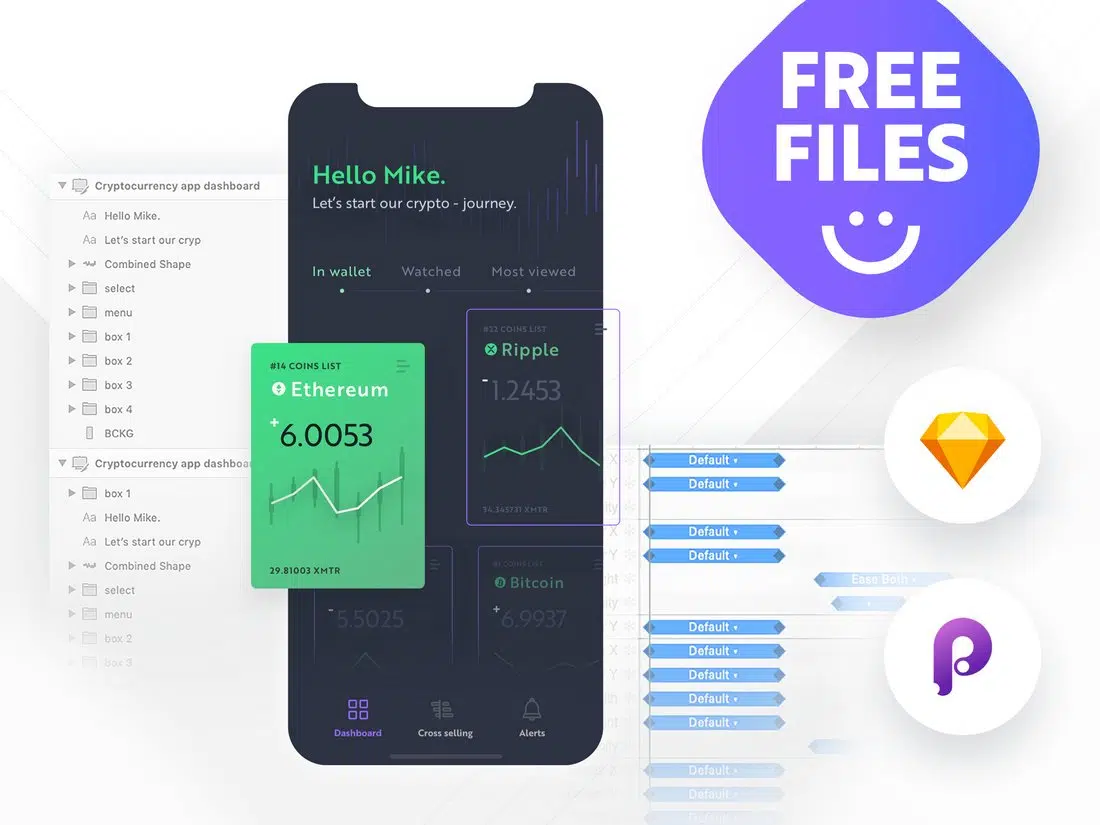 FREE
FILES
Cryptocurrency app dashboard
Aa Hello Mike.
Aa Let's start our cryp
Combined Shape
select
menu
box 1
box 2
box 3
box 4
BCKG
Cryptocurrency app dashboar
box 1
Aa Hello Mike.
Aa Let's start our cryp
Combined Shape
select
menu
box 2
box 3
Hello Mike.
Let's start our crypto - journey.
In wallet Watched Most viewed
#14 COINS LIST
Ethereum
+6.0053
29.81003 XMTR
#22 COINS LIST
Ripple
-1.2453
14.345731 XMTR
-5.5025
#1 COINS LIST
Bitcoin
+6.9937
Dashboard Cross selling Alerts
X Default
Y Default
X Default
Y Default
Ease Both
Y Default
X Default
Y Default
Default
Default
X Default
Default